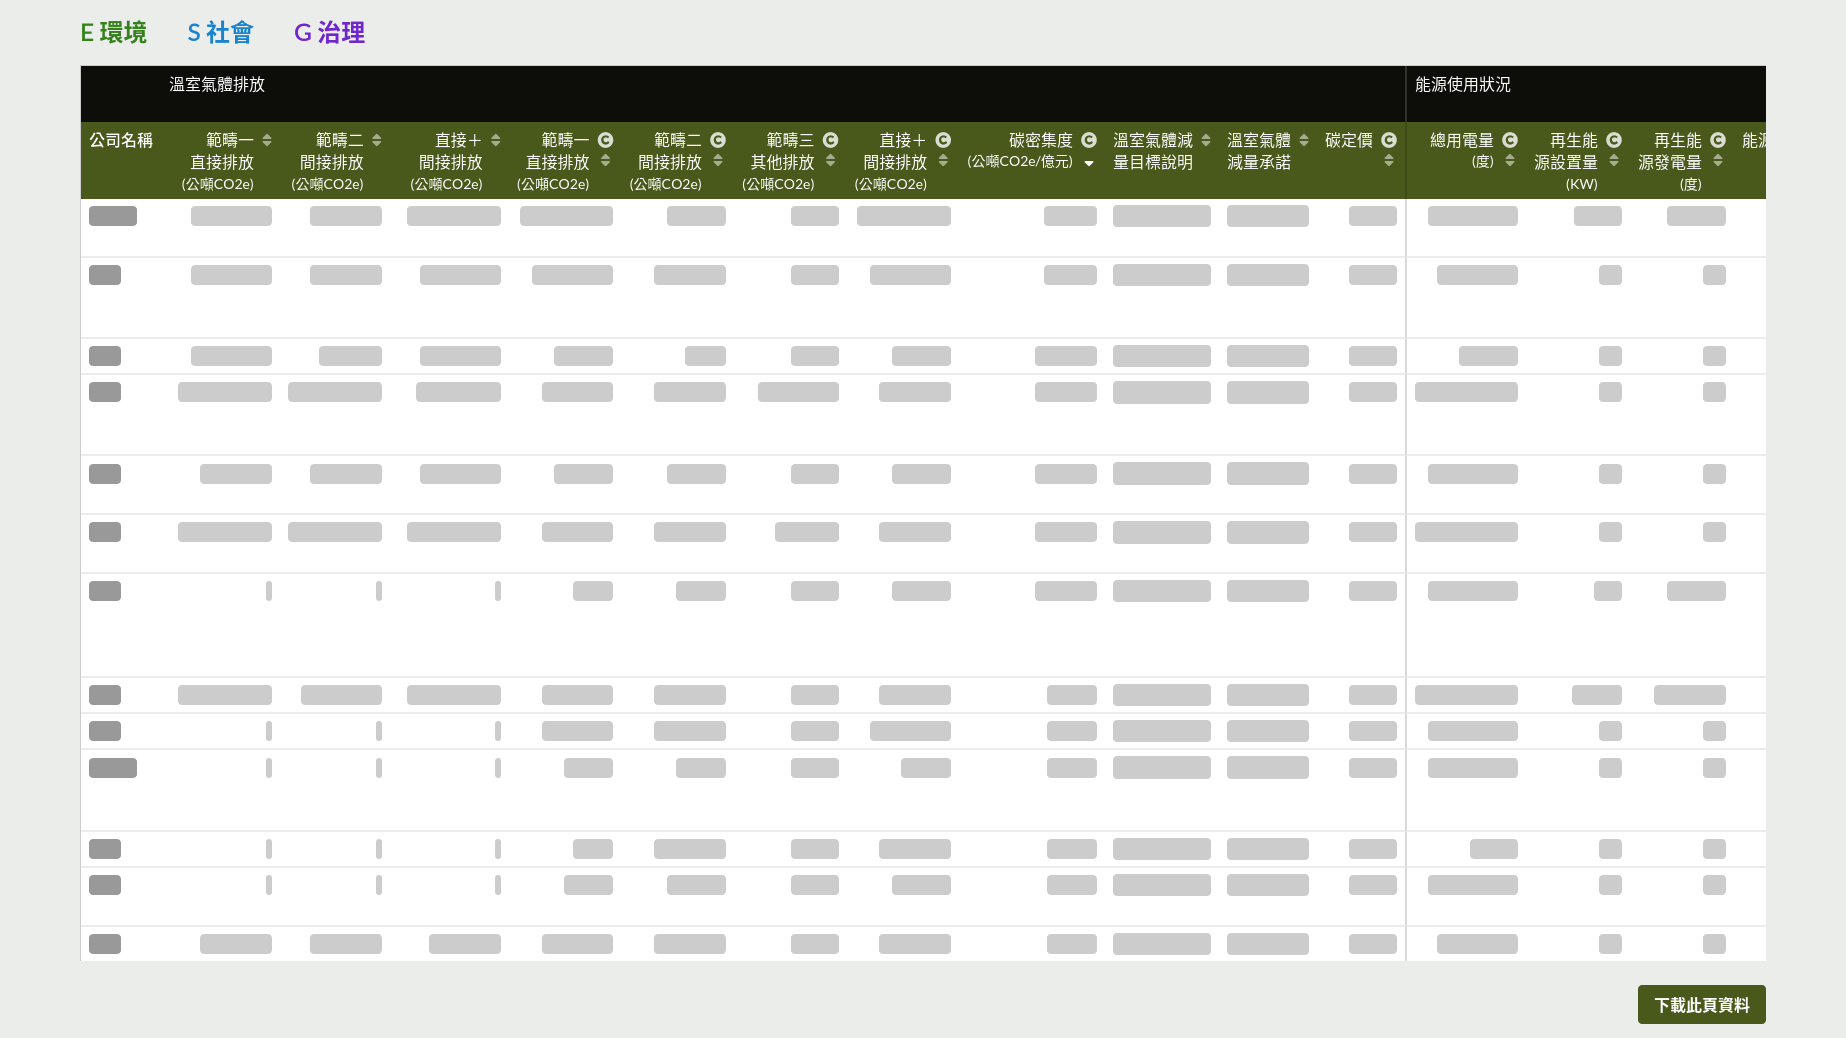 E 環境 S 社會 G 治理
溫室氣體排放 能源使用狀況
公司名稱 範疇一 範疇二 直接＋ 範疇一 範疇二 範疇三 直接＋ 碳密集度 溫室氣體減 溫室氣體 碳定價 總用電量 再生能 再生能 能
直接排放 間接排放 間接排放 直接排放 間接排放 其他排放 間接排放 (公噸CO2e/億元) 量目標說明 減量承諾 (度) 源設置量 源發電量
(公噸CO2e) (公噸CO2e) (公噸CO2e) (公噸CO2e) (公噸CO2e) (公噸CO2e) (公噸CO2e) (KW) (度)
下載此頁資料